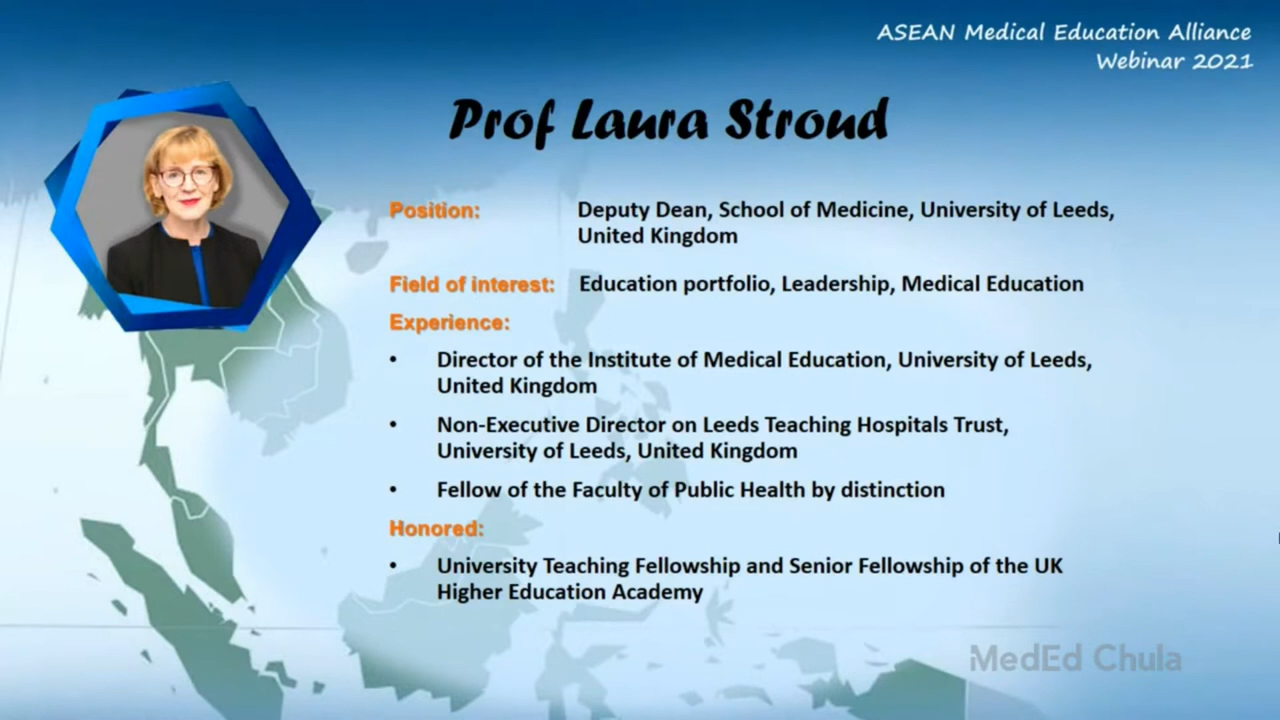 ASEAN Medical Education Alliance
Webinar 2021
Prof Laura Stroud
Position: Deputy Dean, School of Medicine, University of Leeds,
United Kingdom
Field of interest: Education portfolio, Leadership, Medical Education
Experience:
• Director of the Institute of Medical Education, University of Leeds,
United Kingdom
• Non-Executive Director on Leeds Teaching Hospitals Trust,
University of Leeds, United Kingdom
• Fellow of the Faculty of Public Health by distinction
Honored:
• University Teaching Fellowship and Senior Fellowship of the UK
Higher Education Academy
MedEd Chula